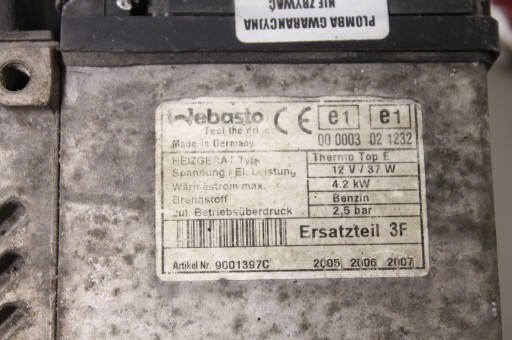 PLOMBA GWARANCYJNA
NIE ZRYWAĆ
Webasto
Feel the drive
Made in Germany
e1 e1
00 0003 02 1232
HEIZGERÄT Typ Thermo Top E
Spannung / El. Leistung 12 V / 37 W
Wärmestrom max. 4.2 kW
Brennstoff Benzin
zul. Betriebsüberdruck 2,5 bar
Ersatzteil 3F
Artikel Nr. 9001397C 2005 2006 2007